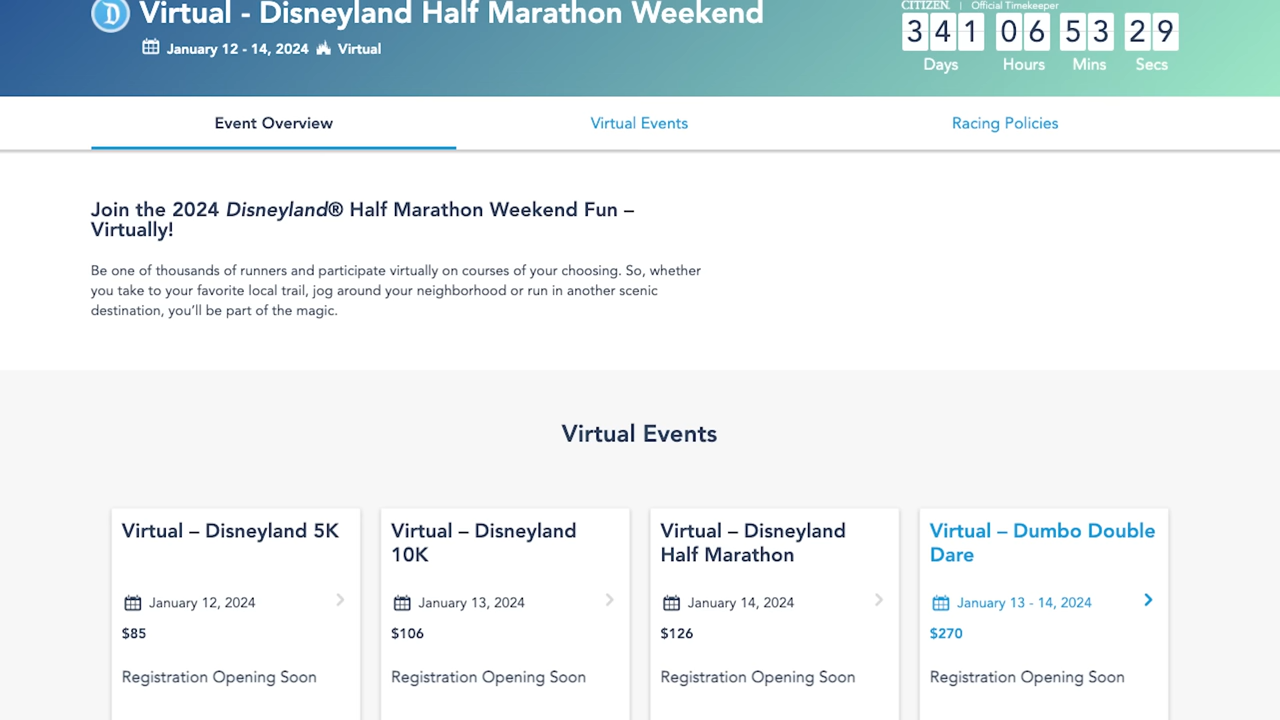 Virtual - Disneyland Half Marathon Weekend
January 12 - 14, 2024 Virtual
CITIZEN | Official Timekeeper
341 06 53 29
Days Hours Mins Secs
Event Overview
Virtual Events
Racing Policies
Join the 2024 Disneyland® Half Marathon Weekend Fun –
Virtually!
Be one of thousands of runners and participate virtually on courses of your choosing. So, whether
you take to your favorite local trail, jog around your neighborhood or run in another scenic
destination, you’ll be part of the magic.
Virtual Events
Virtual – Disneyland 5K
January 12, 2024
$85
Registration Opening Soon
Virtual – Disneyland
10K
January 13, 2024
$106
Registration Opening Soon
Virtual – Disneyland
Half Marathon
January 14, 2024
$126
Registration Opening Soon
Virtual – Dumbo Double
Dare
January 13 - 14, 2024
$270
Registration Opening Soon